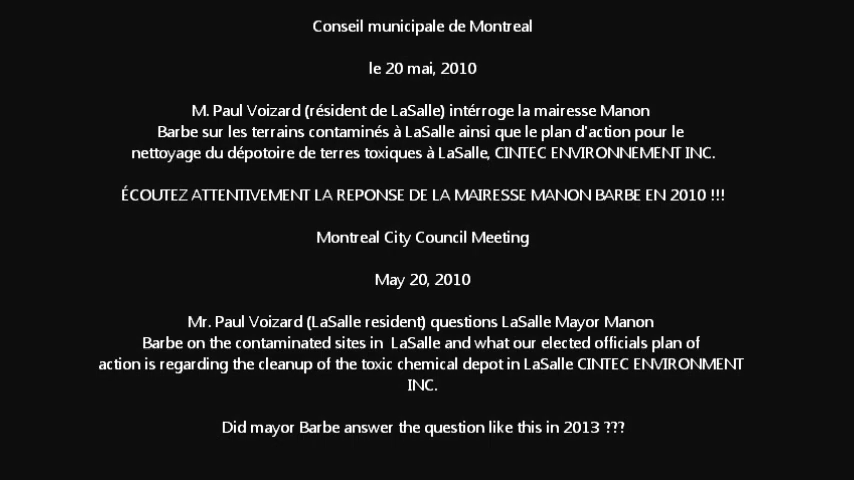 Conseil municipale de Montreal
le 20 mai, 2010
M. Paul Voizard (résident de LaSalle) intérroge la mairesse Manon
Barbe sur les terrains contaminés à LaSalle ainsi que le plan d'action pour le
nettoyage du dépotoire de terres toxiques à LaSalle, CINTEC ENVIRONNEMENT INC.
ÉCOUTEZ ATTENTIVEMENT LA REPONSE DE LA MAIRESSE MANON BARBE EN 2010 !!!
Montreal City Council Meeting
May 20, 2010
Mr. Paul Voizard (LaSalle resident) questions LaSalle Mayor Manon
Barbe on the contaminated sites in LaSalle and what our elected officials plan of
action is regarding the cleanup of the toxic chemical depot in LaSalle CINTEC ENVIRONMENT
INC.
Did mayor Barbe answer the question like this in 2013 ???